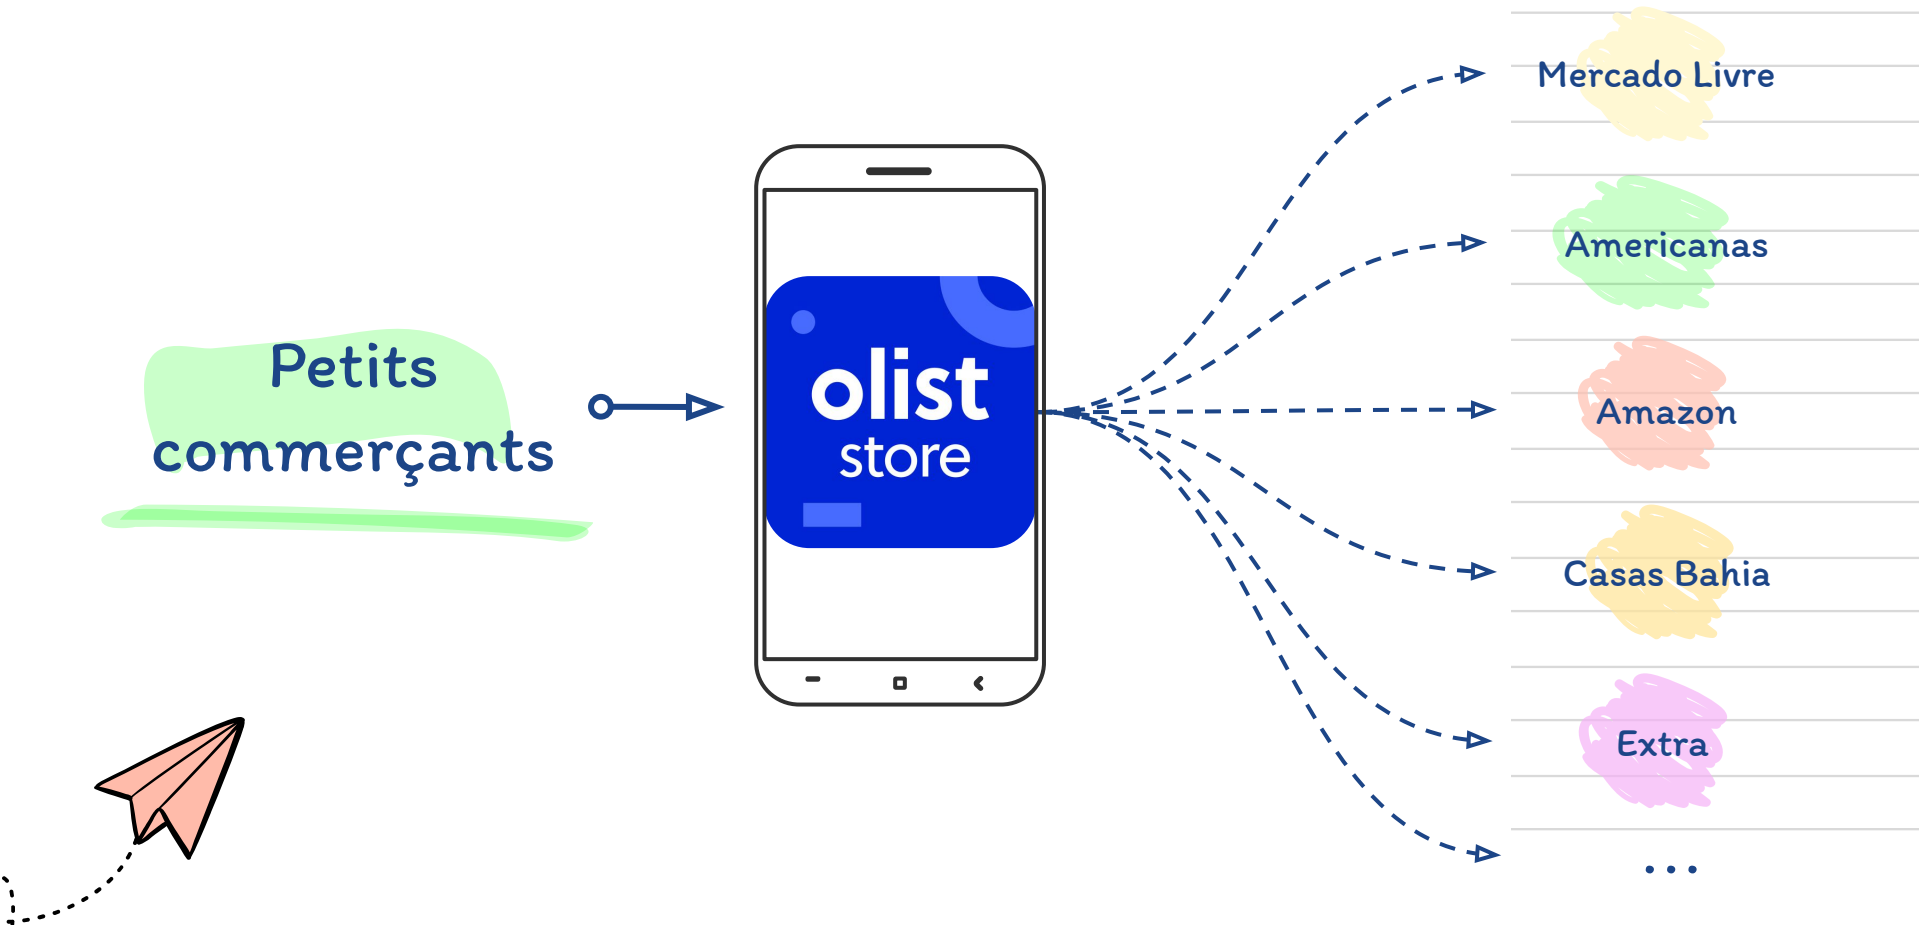 Petits
commerçants
olist
store
Mercado Livre
Americanas
Amazon
Casas Bahia
Extra
...